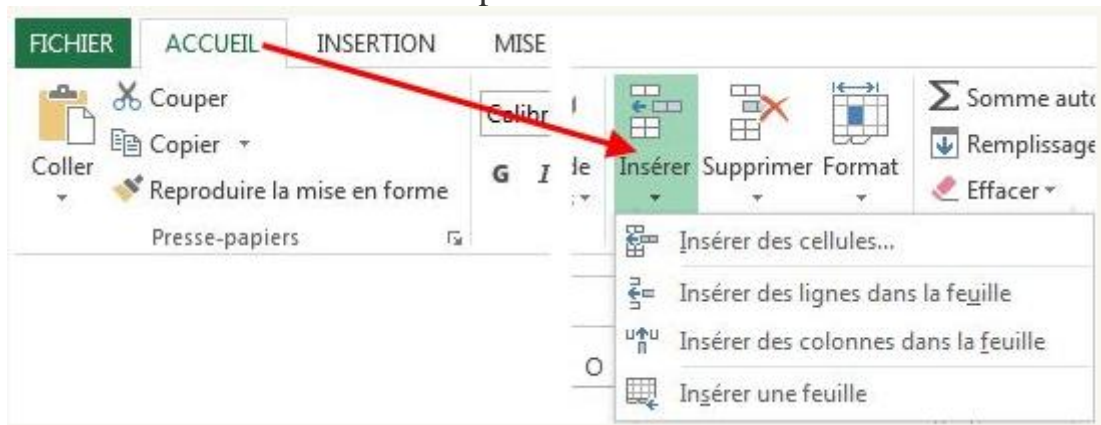 FICHIER ACCUEIL INSERTION MISE
Couper
Copier
Reproduire la mise en forme
Coller
Presse-papiers
Calibr
G I
de
Insérer Supprimer Format
Somme auto
Remplissage
Effacer
Insérer des cellules...
Insérer des lignes dans la feuille
Insérer des colonnes dans la feuille
Insérer une feuille
O